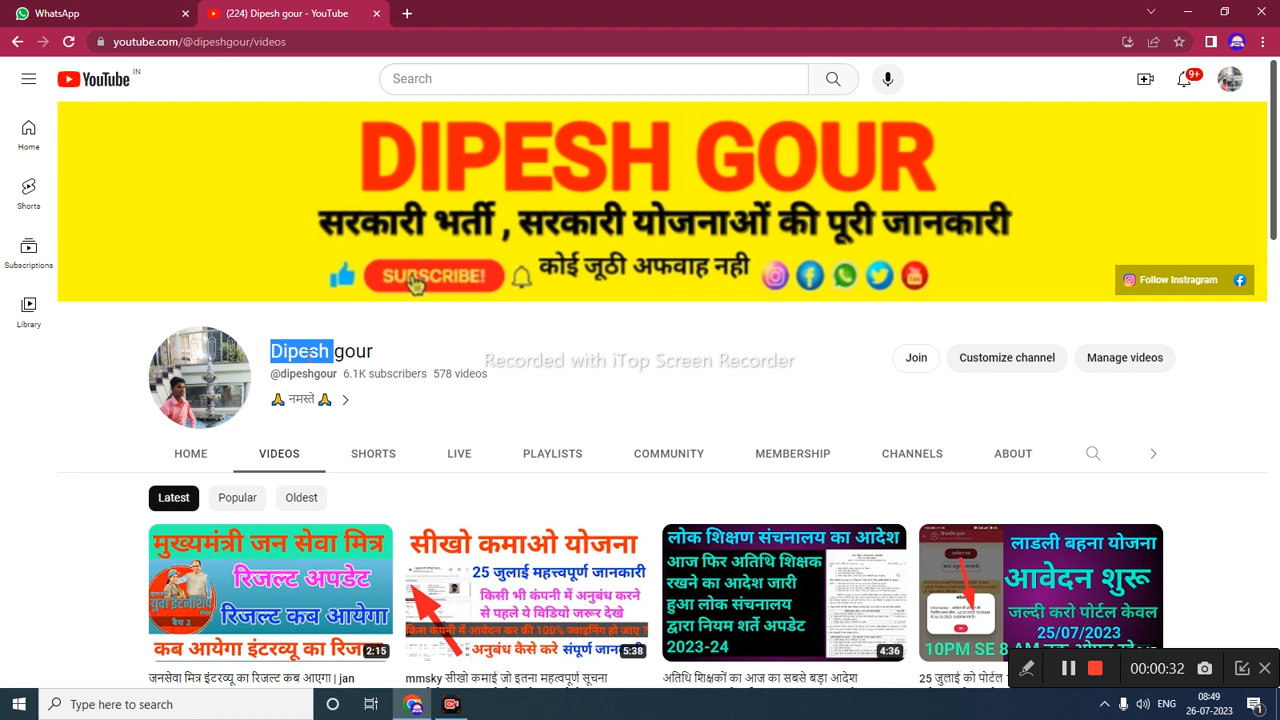 WhatsApp
(224) Dipesh gour - YouTube
youtube.com/@dipeshgour/videos
YouTube IN
Search
9+
Home
Shorts
Subscriptions
Library
DIPESH GOUR
सरकारी भर्ती , सरकारी योजनाओं की पूरी जानकारी
SUBSCRIBE!
कोई जूठी अफवाह नही
Follow Instragram
Dipesh gour
@dipeshgour 6.1K subscribers 578 videos
🙏 नमस्ते 🙏
Recorded with iTop Screen Recorder
Join
Customize channel
Manage videos
HOME
VIDEOS
SHORTS
LIVE
PLAYLISTS
COMMUNITY
MEMBERSHIP
CHANNELS
ABOUT
Latest
Popular
Oldest
मुख्यमंत्री जन सेवा मित्र
रिजल्ट अपडेट
रिजल्ट कब आयेगा
कब आयेगा इंटरव्यू का
2:15
जनसेवा मित्र इंटरव्यू का रिजल्ट कब आएगा | jan
सीखो कमाओ योजना
25 जुलाई महत्त्वपूर्ण जानकारी
किसी भी कंपनी में अनुबंध करने
से पहले ये विडियो जरूर देखे
अनुबंध कैसे करे संपूर्ण
5:38
mmsky सीखो कमाई जो इतना महत्वपूर्ण सूचना
लोक शिक्षण संचनालय का आदेश
आज फिर अतिथि शिक्षक
रखने का आदेश जारी
हुआ लोक संचनालय
द्वारा नियम शर्ते अपडेट
2023-24
4:36
अतिथि शिक्षकों का आज का सबसे बड़ा आदेश
लाडली बहना योजना
आवेदन शुरू
जल्दी करो पोर्टल केवल
25/07/2023
10PM SE 8
25 जुलाई को पोर्टल
00:00:32
Type here to search
ENG
08:49
26-07-2023
1